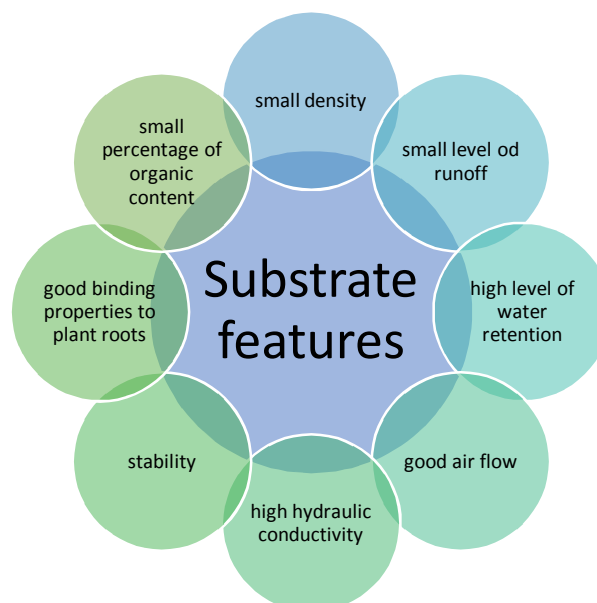 small density
small level od
runoff
high level of
water
retention
good air flow
high hydraulic
conductivity
stability
good binding
properties to
plant roots
small
percentage of
organic
content
Substrate
features